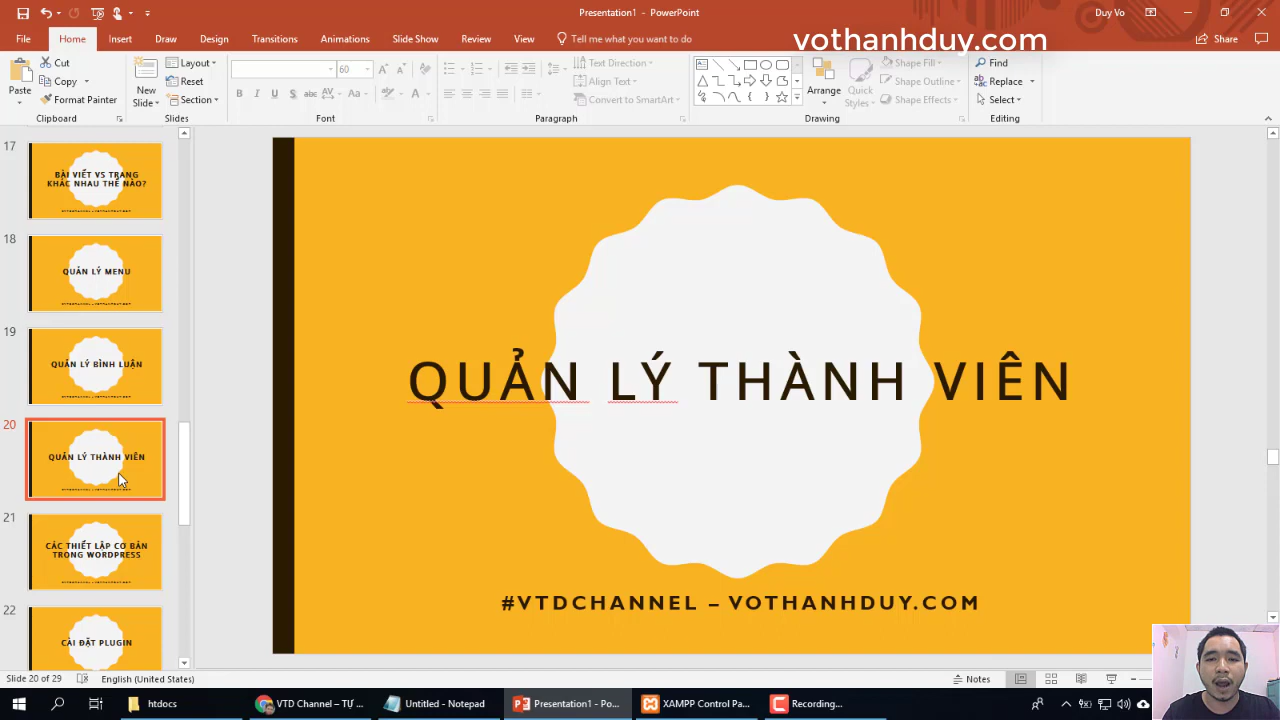 Presentation1 - PowerPoint
Duy Vo
File
Home
Insert
Draw
Design
Transitions
Animations
Slide Show
Review
View
Tell me what you want to do
vothanhduy.com
Share
Paste
Cut
Copy
Format Painter
Clipboard
New
Slide
Layout
Reset
Section
Slides
60
Font
Text Direction
Align Text
Convert to SmartArt
Paragraph
Arrange
Quick
Styles
Shape Fill
Shape Outline
Shape Effects
Drawing
Find
Replace
Select
Editing
17
BÀI VIẾT VS TRANG
KHÁC NHAU THẾ NÀO?
18
QUẢN LÝ MENU
19
QUẢN LÝ BÌNH LUẬN
20
QUẢN LÝ THÀNH VIÊN
21
CÁC THIẾT LẬP CƠ BẢN
TRONG WORDPRESS
22
CÀI ĐẶT PLUGIN
QUẢN LÝ THÀNH VIÊN
#VTDCHANNEL – VOTHANHDUY.COM
Slide 20 of 29
English (United States)
Notes
htdocs
VTD Channel – TỰ ...
Untitled - Notepad
Presentation1 - Po...
XAMPP Control Pa...
Recording...